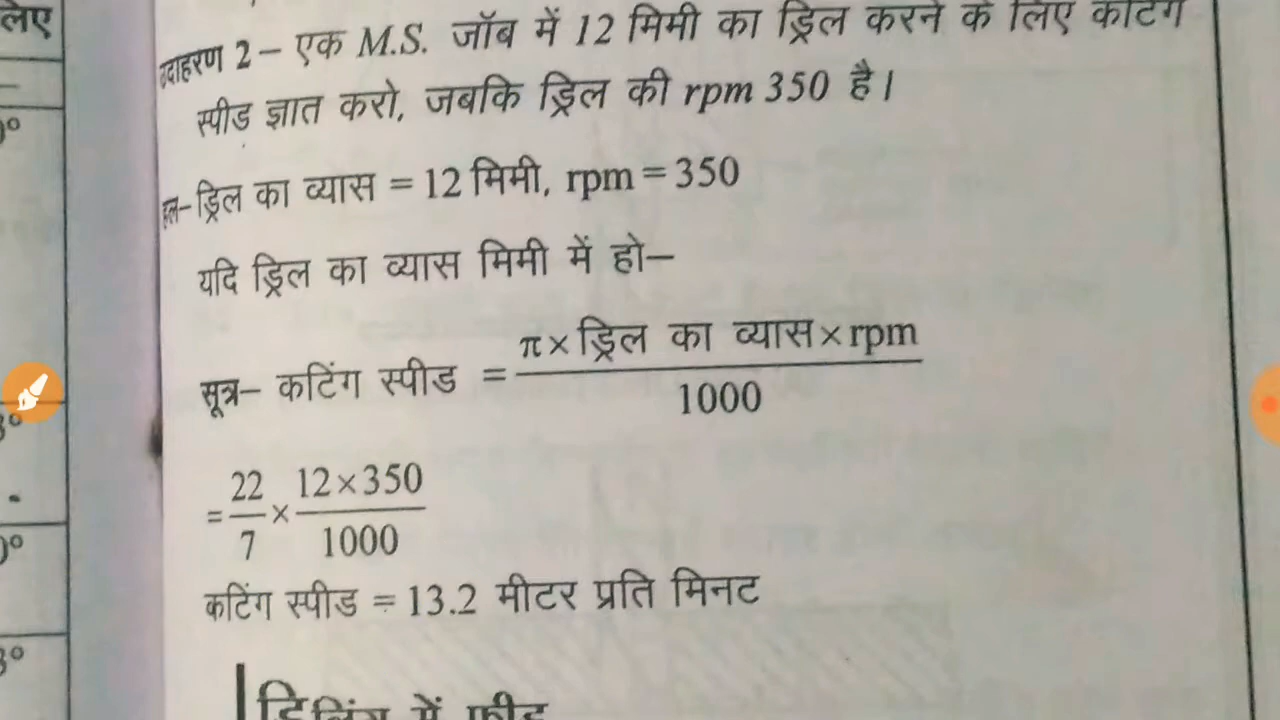 लिए
उदाहरण 2– एक M.S. जॉब में 12 मिमी का ड्रिल करने के लिए कटिंग
स्पीड ज्ञात करो, जबकि ड्रिल की rpm 350 है।
हल–ड्रिल का व्यास = 12 मिमी, rpm = 350
यदि ड्रिल का व्यास मिमी में हो–
सूत्र– कटिंग स्पीड = π × ड्रिल का व्यास × rpm / 1000
= 22/7 × 12×350/1000
कटिंग स्पीड = 13.2 मीटर प्रति मिनट
ड्रिलिंग में फीड